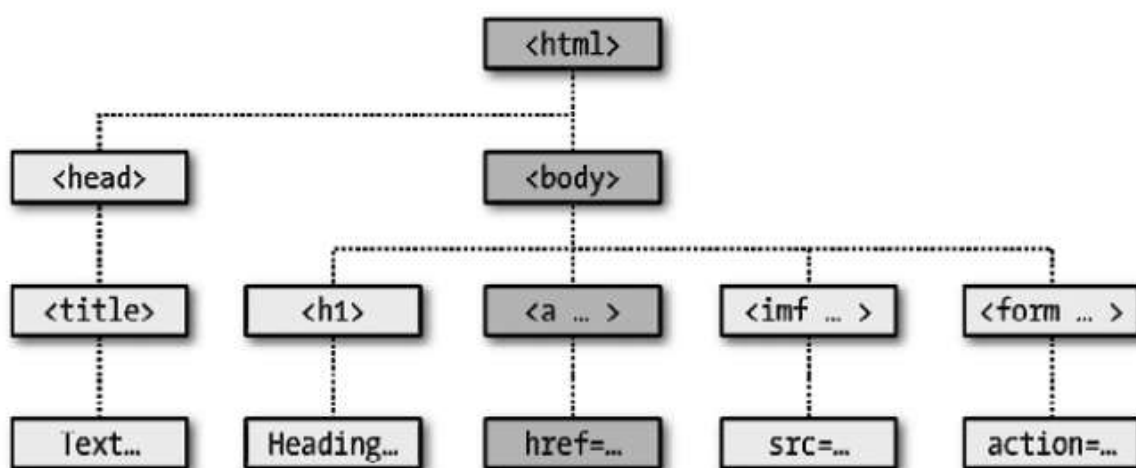 <html>
<head>
<body>
<title>
<h1>
<a … >
<imf … >
<form … >
Text…
Heading…
href=…
src=…
action=…